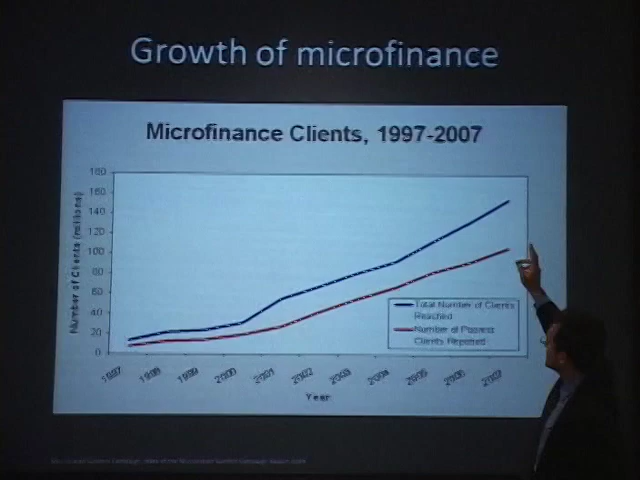 Growth of microfinance
Microfinance Clients, 1997-2007
Number of Clients (millions)
180
160
140
120
100
80
60
40
20
0
1997
1998
1999
2000
2001
2002
2003
2004
2005
2006
2007
Year
Total Number of Clients
Reached
Number of Poorest
Clients Reported